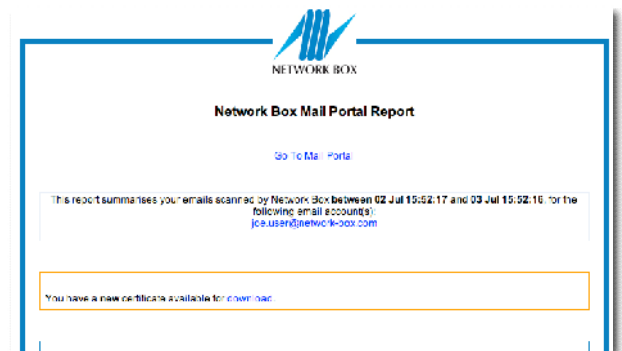 NETWORK BOX
Network Box Mail Portal Report
Go To Mail Portal
This report summarises your emails scanned by Network Box between 02 Jul 15:52:17 and 03 Jul 15:52:16, for the
following email account(s):
joe.user@network-box.com
You have a new certificate available for download